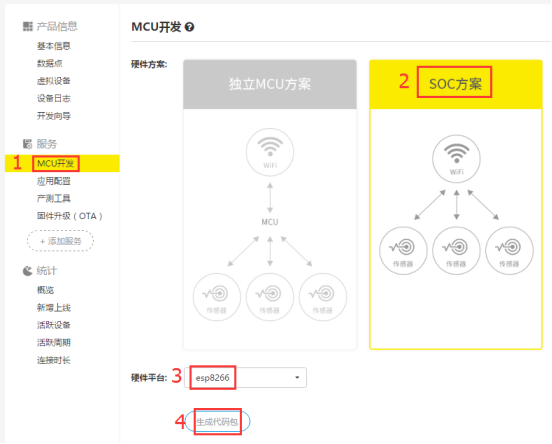 产品信息
基本信息
数据点
虚拟设备
设备日志
开发向导
服务
1 MCU开发
应用配置
产测工具
固件升级（OTA）
+ 添加服务
统计
概览
新增上线
活跃设备
活跃周期
连接时长
MCU开发 ?
硬件方案:
独立MCU方案
WiFi
MCU
传感器 传感器 传感器
2 SOC方案
WiFi
传感器 传感器 传感器
硬件平台: 3 esp8266
4 生成代码包